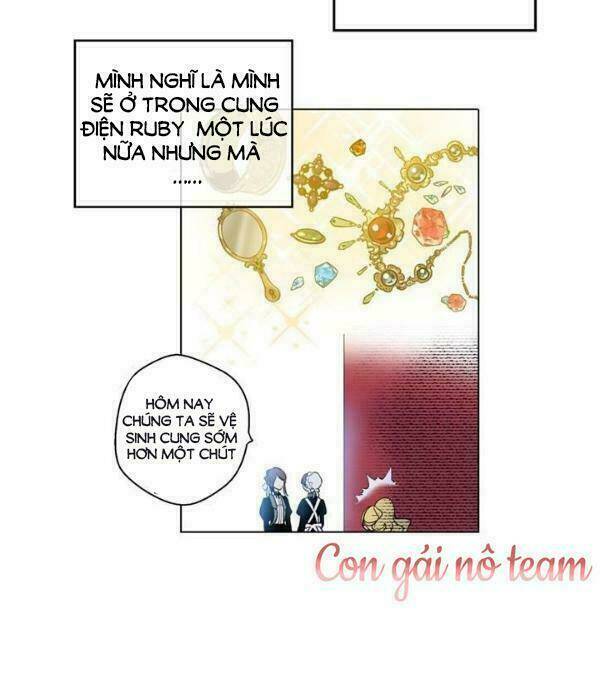 MÌNH NGHĨ LÀ MÌNH
SẼ Ở TRONG CUNG
ĐIỆN RUBY MỘT LÚC
NỮA NHƯNG MÀ
......
HÔM NAY
CHÚNG TA SẼ VỆ
SINH CUNG SỚM
HƠN MỘT CHÚT
Con gái nô team